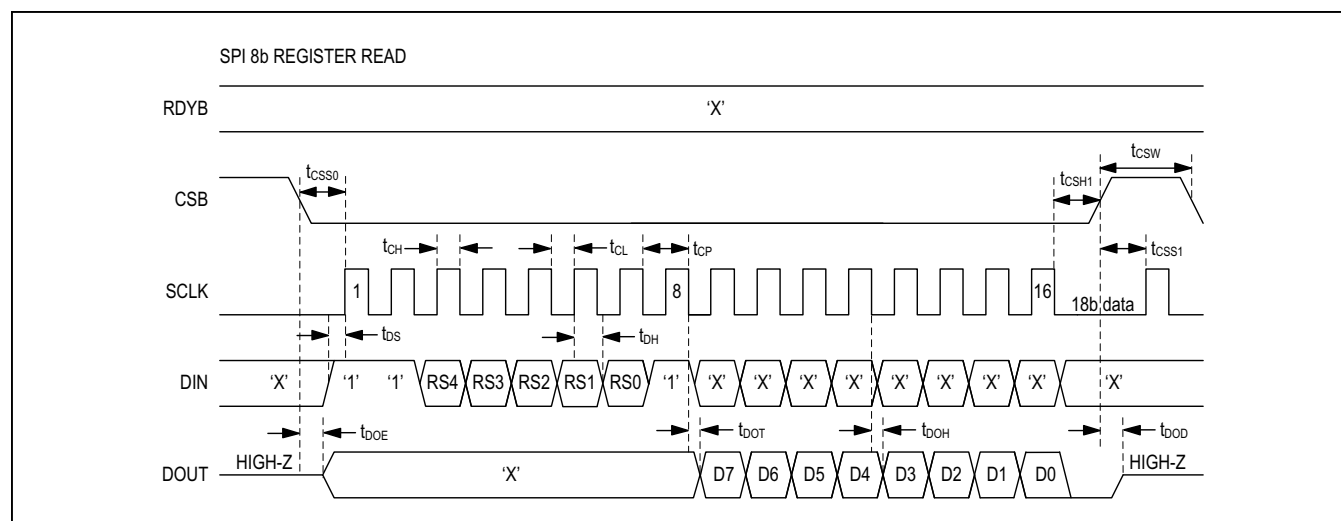 SPI 8b REGISTER READ
RDYB 'X'
tCSW
tCSS0 tCSH1
CSB
tCH tCL tCP tCSS1
SCLK 1 8 16 18b data
tDS tDH
DIN 'X' '1' '1' RS4 RS3 RS2 RS1 RS0 '1' 'X' 'X' 'X' 'X' 'X' 'X' 'X' 'X' 'X'
tDOE tDOT tDOH tDOD
HIGH-Z HIGH-Z
DOUT 'X' D7 D6 D5 D4 D3 D2 D1 D0